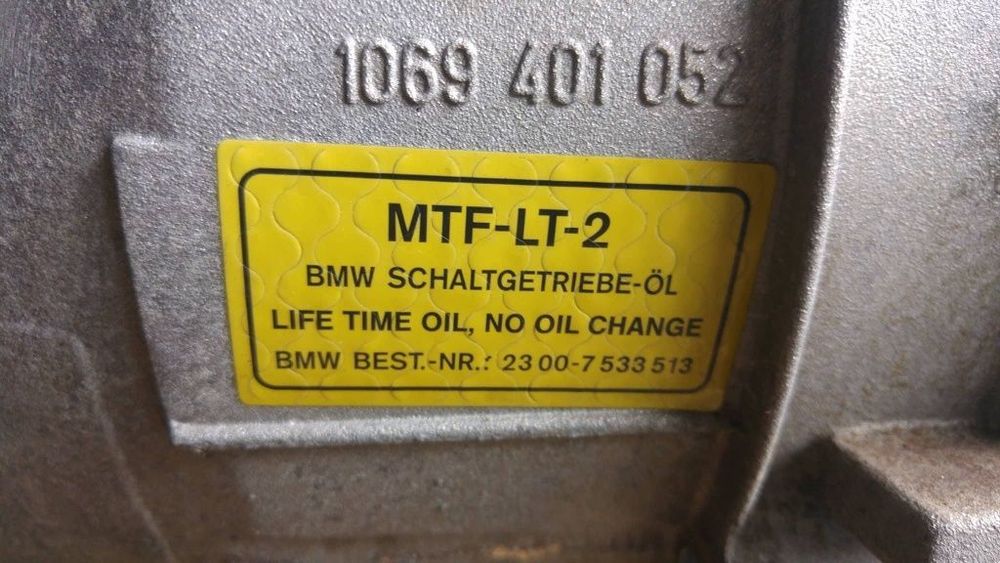 1069 401 052
MTF-LT-2
BMW SCHALTGETRIEBE-ÖL
LIFE TIME OIL, NO OIL CHANGE
BMW BEST.-NR.: 23 00-7 533 513